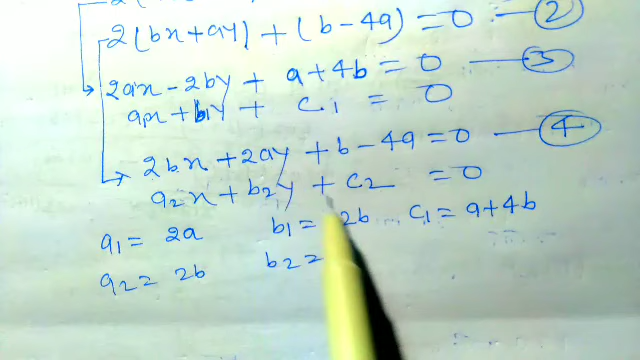 2(bx+ay)+(b-4a)=0 — 2
2ax-2by+a+4b=0 — 3
ax+b1y+c1=0
2bx+2ay+b-4a=0 — 4
a2x+b2y+c2=0
a1= 2a b1= 2b c1=a+4b
a2= 2b b2=